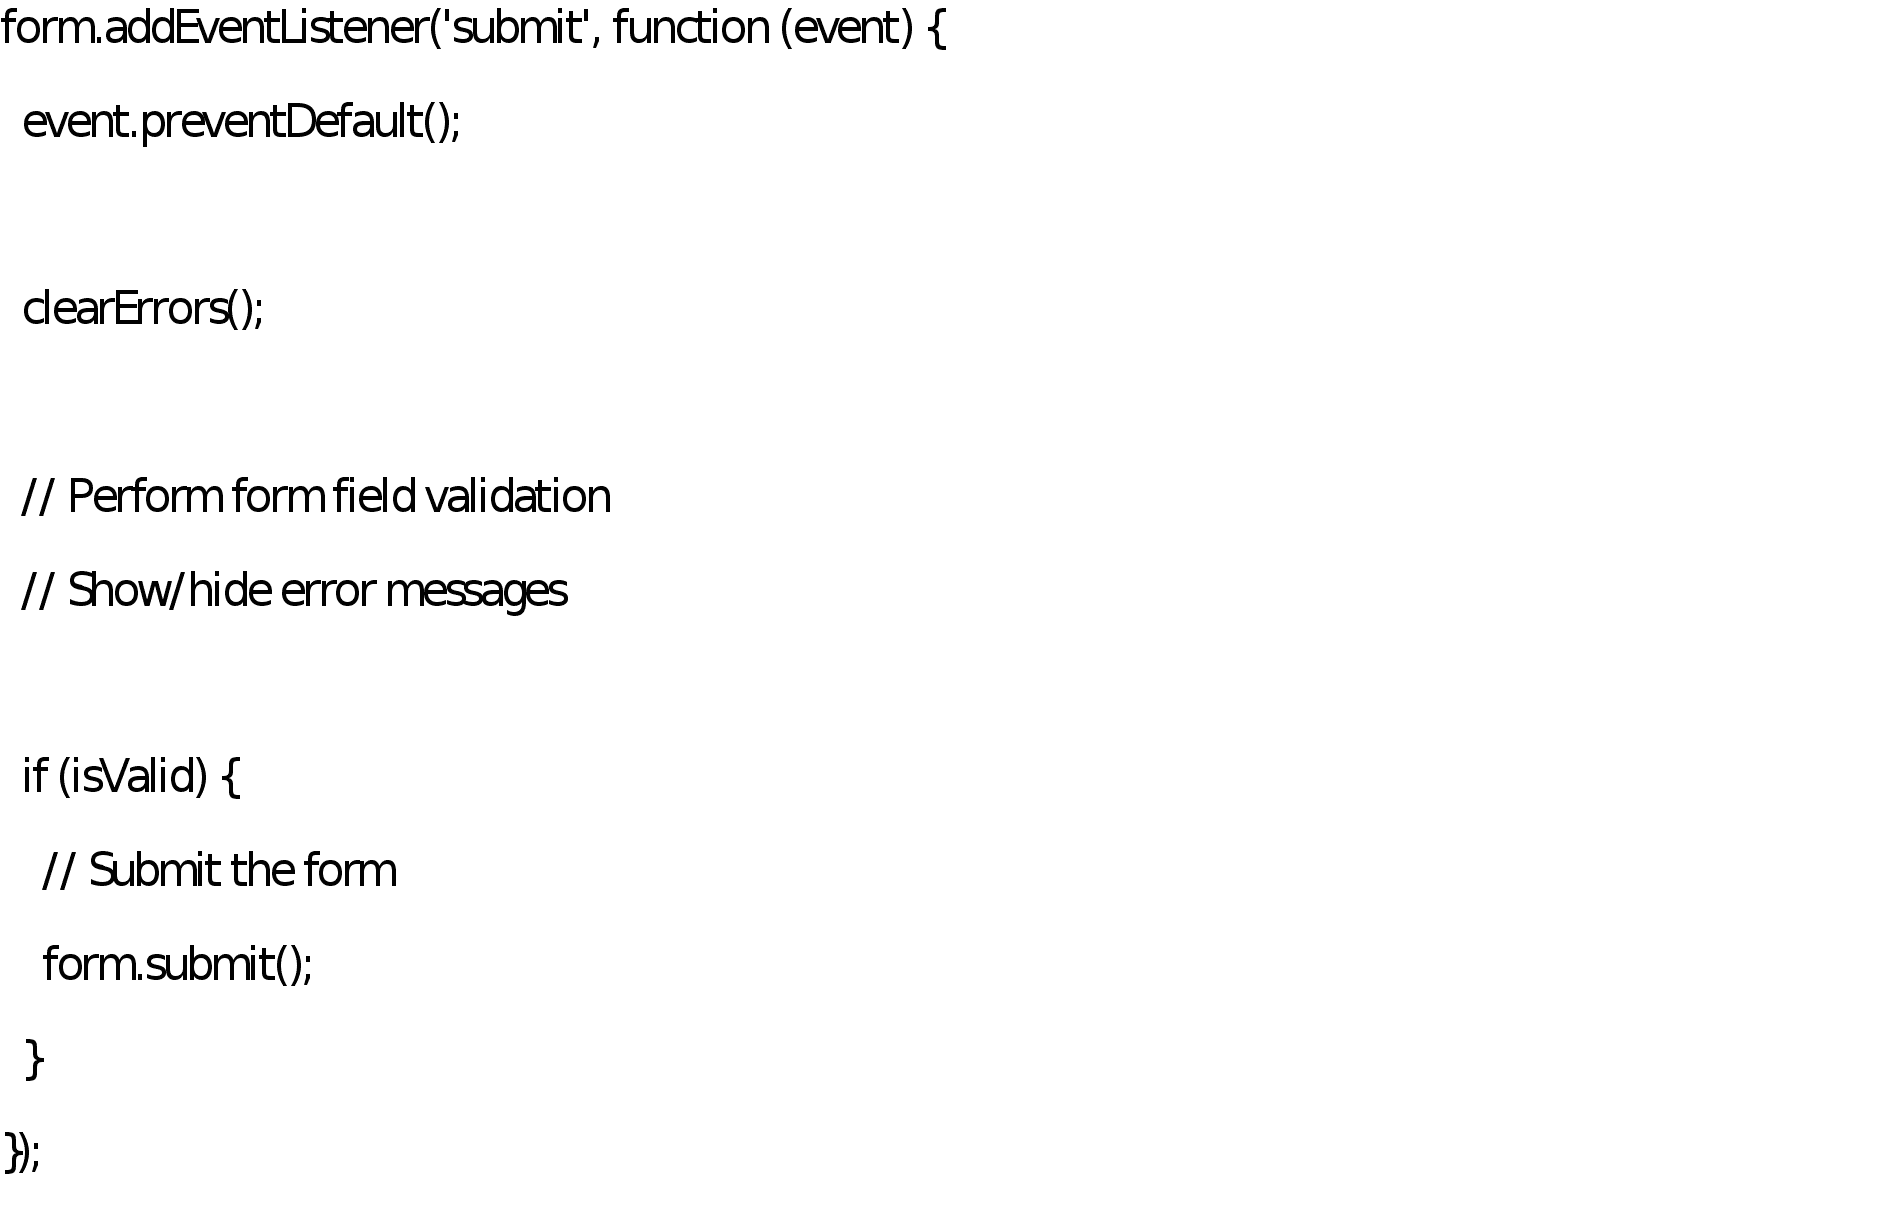 form.addEventListener('submit', function (event) {
  event.preventDefault();
  clearErrors();
  // Perform form field validation
  // Show/hide error messages
  if (isValid) {
    // Submit the form
    form.submit();
  }
});